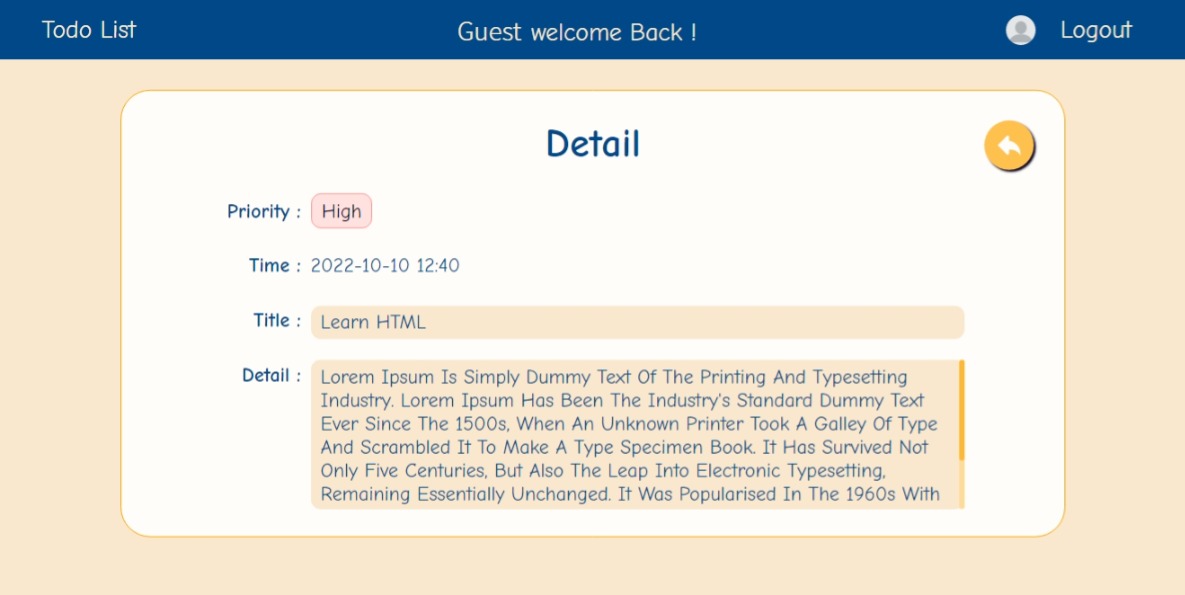 Todo List
Guest welcome Back !
Logout
Detail
Priority : High
Time : 2022-10-10 12:40
Title : Learn HTML
Detail : Lorem Ipsum Is Simply Dummy Text Of The Printing And Typesetting
Industry. Lorem Ipsum Has Been The Industry's Standard Dummy Text
Ever Since The 1500s, When An Unknown Printer Took A Galley Of Type
And Scrambled It To Make A Type Specimen Book. It Has Survived Not
Only Five Centuries, But Also The Leap Into Electronic Typesetting,
Remaining Essentially Unchanged. It Was Popularised In The 1960s With